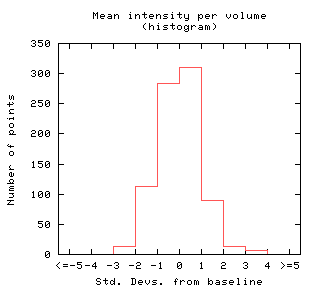 Mean intensity per volume
(histogram)
350
300
250
200
150
100
50
0
Number of points
<=-5 -4 -3 -2 -1 0 1 2 3 4 >=5
Std. Devs. from baseline